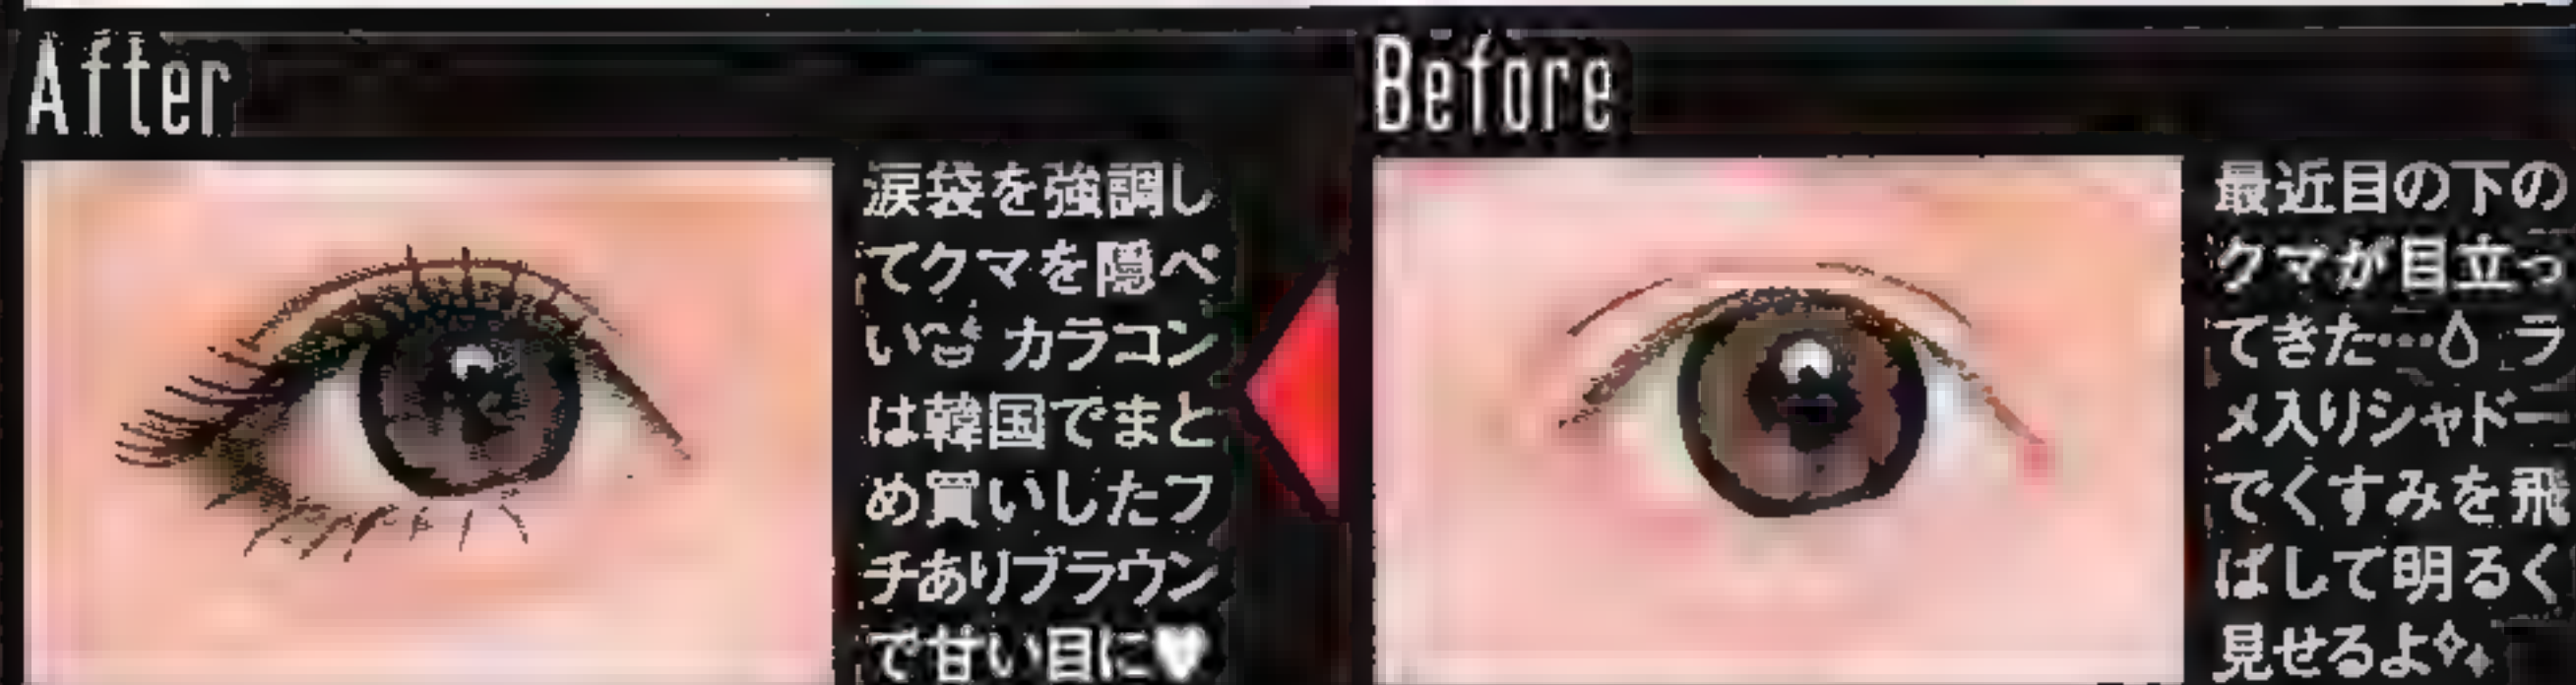 After
涙袋を強調し
てクマを隠ぺ
い カラコン
は韓国でまと
め買いしたフ
チありブラウン
で甘い目に♥
Before
最近目の下の
クマが目立っ
てきた… ラ
メ入りシャドー
でくすみを飛
ばして明るく
見せるよ